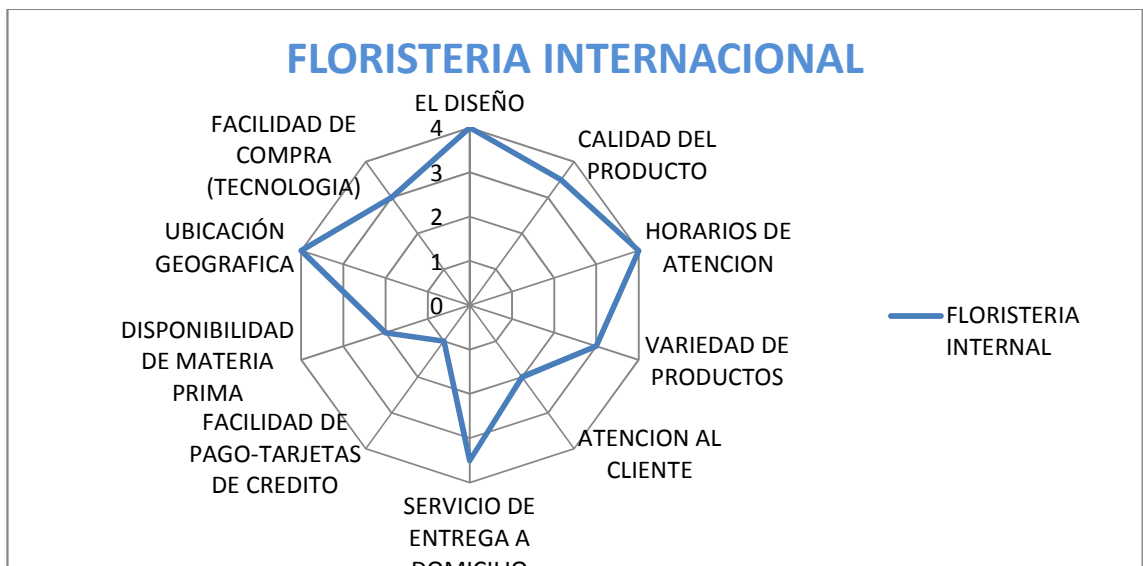 FLORISTERIA INTERNACIONAL
EL DISEÑO
CALIDAD DEL
PRODUCTO
HORARIOS DE
ATENCION
VARIEDAD DE
PRODUCTOS
ATENCION AL
CLIENTE
SERVICIO DE
ENTREGA A
DOMICILIO
FACILIDAD DE
PAGO-TARJETAS
DE CREDITO
DISPONIBILIDAD
DE MATERIA
PRIMA
UBICACIÓN
GEOGRAFICA
FACILIDAD DE
COMPRA
(TECNOLOGIA)
4
3
2
1
0
FLORISTERIA
INTERNAL